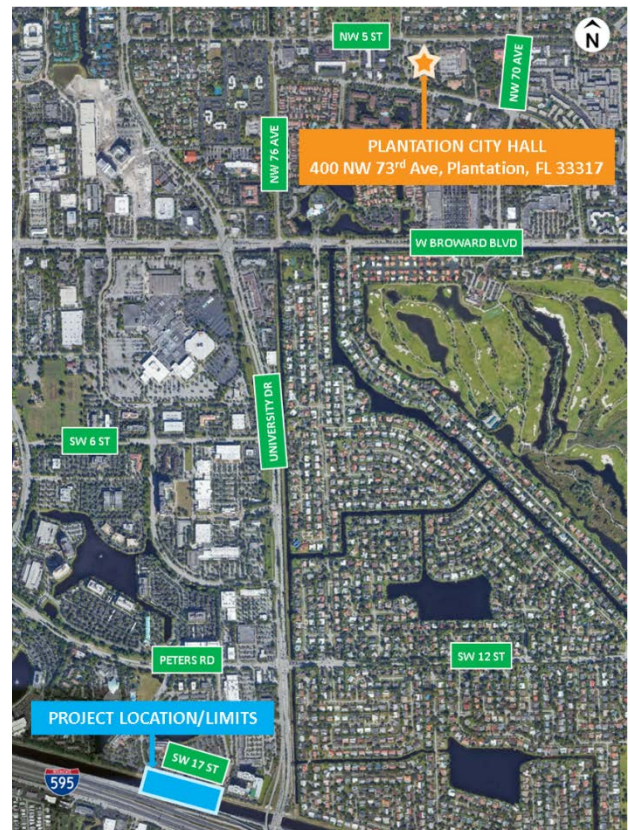 NW 5 ST
N
NW 70 AVE
NW 76 AVE
PLANTATION CITY HALL
400 NW 73rd Ave, Plantation, FL 33317
W BROWARD BLVD
UNIVERSITY DR
SW 6 ST
PETERS RD
SW 12 ST
PROJECT LOCATION/LIMITS
SW 17 ST
595